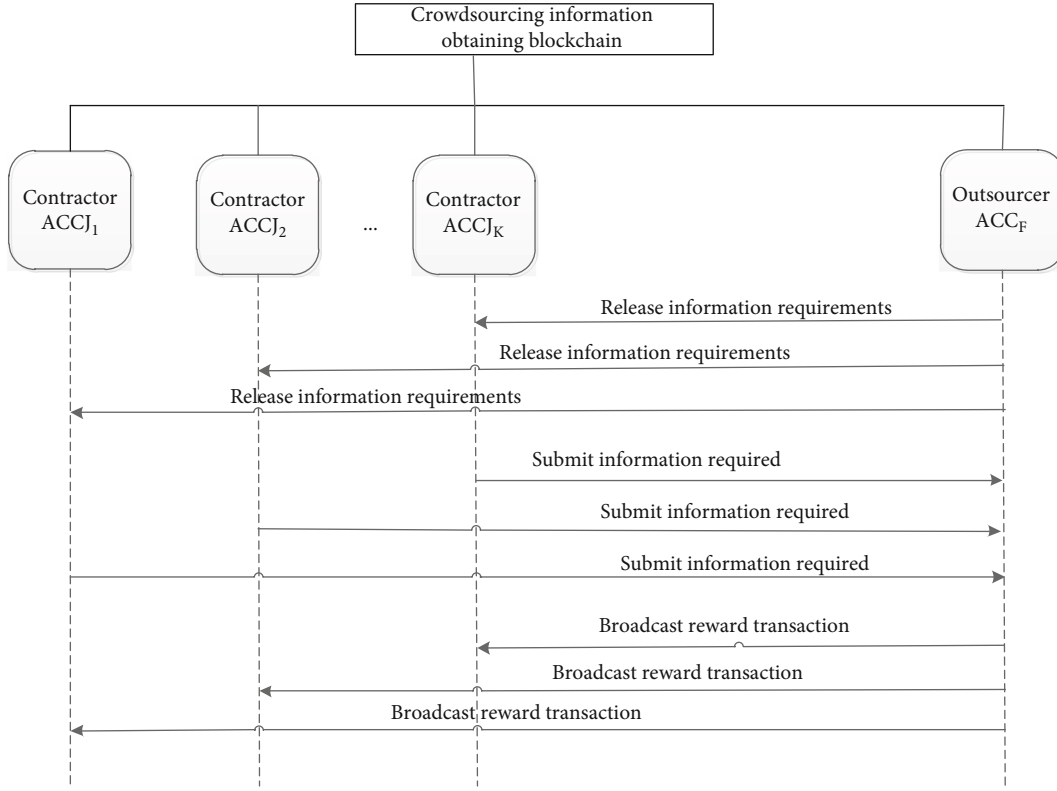 Crowdsourcing information
obtaining blockchain
Contractor
ACCJ1
Contractor
ACCJ2
...
Contractor
ACCJK
Outsourcer
ACCF
Release information requirements
Release information requirements
Release information requirements
Submit information required
Submit information required
Submit information required
Broadcast reward transaction
Broadcast reward transaction
Broadcast reward transaction